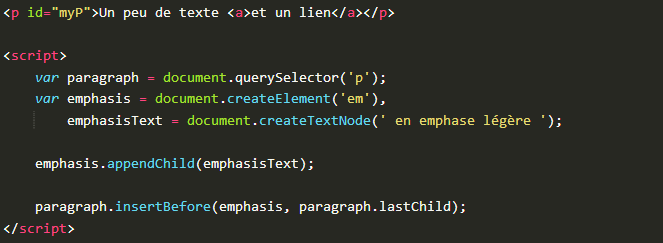 <p id="myP">Un peu de texte <a>et un lien</a></p>
<script>
var paragraph = document.querySelector('p');
var emphasis = document.createElement('em'),
emphasisText = document.createTextNode(' en emphase légère ');
emphasis.appendChild(emphasisText);
paragraph.insertBefore(emphasis, paragraph.lastChild);
</script>